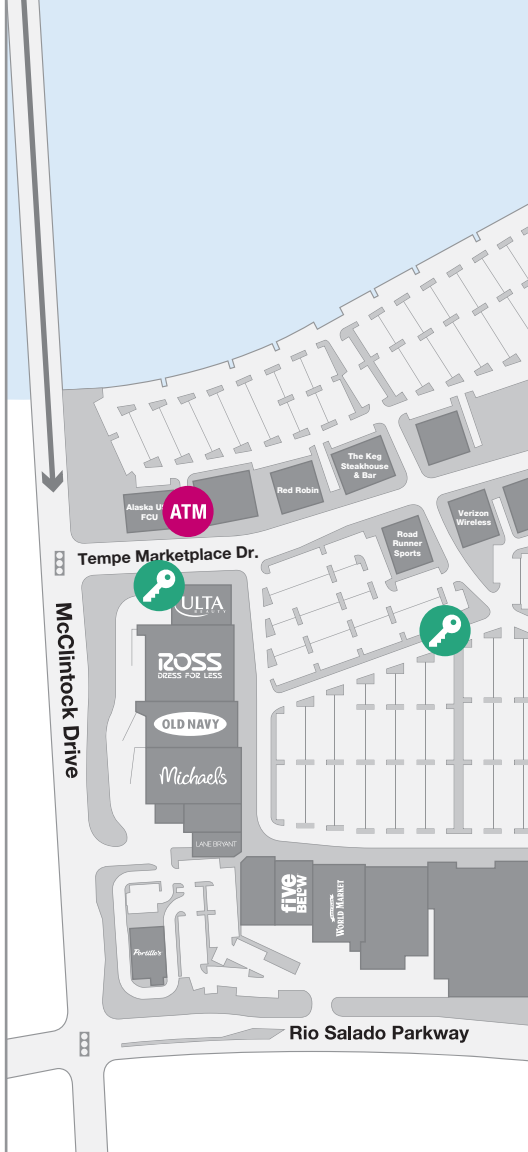 The Keg
Steakhouse
& Bar
Red Robin
Alaska U
FCU
ATM
Verizon
Wireless
Road
Runner
Sports
Tempe Marketplace Dr.
ULTA
BEAUTY
ROSS
DRESS FOR LESS
McClintock Drive
OLD NAVY
Michaels
LANE BRYANT
five
BELOW
WORLD MARKET
Portillo's
Rio Salado Parkway